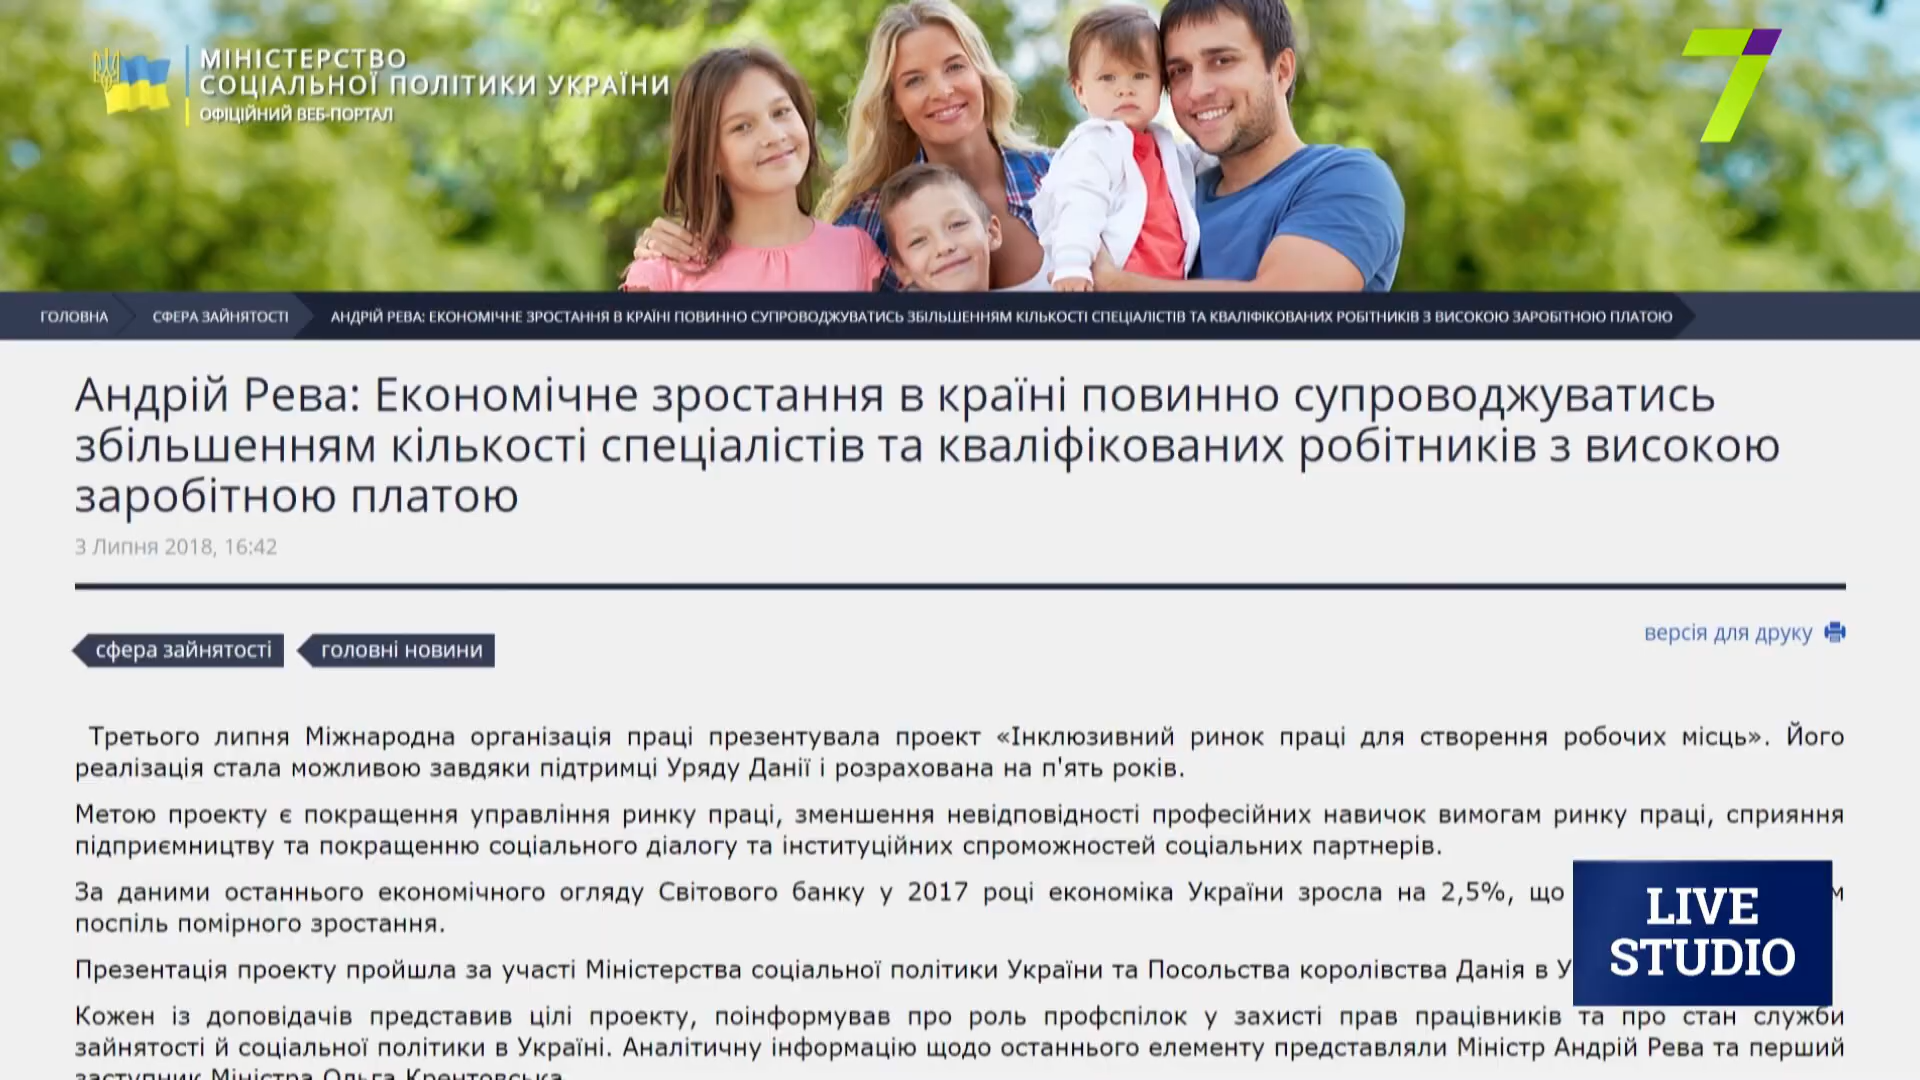 МІНІСТЕРСТВО
СОЦІАЛЬНОЇ ПОЛІТИКИ УКРАЇНИ
ОФІЦІЙНИЙ ВЕБ-ПОРТАЛ
7
ГОЛОВНА СФЕРА ЗАЙНЯТОСТІ АНДРІЙ РЕВА: ЕКОНОМІЧНЕ ЗРОСТАННЯ В КРАЇНІ ПОВИННО СУПРОВОДЖУВАТИСЬ ЗБІЛЬШЕННЯМ КІЛЬКОСТІ СПЕЦІАЛІСТІВ ТА КВАЛІФІКОВАНИХ РОБІТНИКІВ З ВИСОКОЮ ЗАРОБІТНОЮ ПЛАТОЮ
Андрій Рева: Економічне зростання в країні повинно супроводжуватись
збільшенням кількості спеціалістів та кваліфікованих робітників з високою
заробітною платою
3 Липня 2018, 16:42
версія для друку
сфера зайнятості головні новини
Третього липня Міжнародна організація праці презентувала проект «Інклюзивний ринок праці для створення робочих місць». Його
реалізація стала можливою завдяки підтримці Уряду Данії і розрахована на п'ять років.
Метою проекту є покращення управління ринку праці, зменшення невідповідності професійних навичок вимогам ринку праці, сприяння
підприємництву та покращенню соціального діалогу та інституційних спроможностей соціальних партнерів.
За даними останнього економічного огляду Світового банку у 2017 році економіка України зросла на 2,5%, що
поспіль помірного зростання.
Презентація проекту пройшла за участі Міністерства соціальної політики України та Посольства королівства Данія в У
LIVE
STUDIO
Кожен із доповідачів представив цілі проекту, поінформував про роль профспілок у захисті прав працівників та про стан служби
зайнятості й соціальної політики в Україні. Аналітичну інформацію щодо останнього елементу представляли Міністр Андрій Рева та перший
заступник Міністра Ольга Крентовська